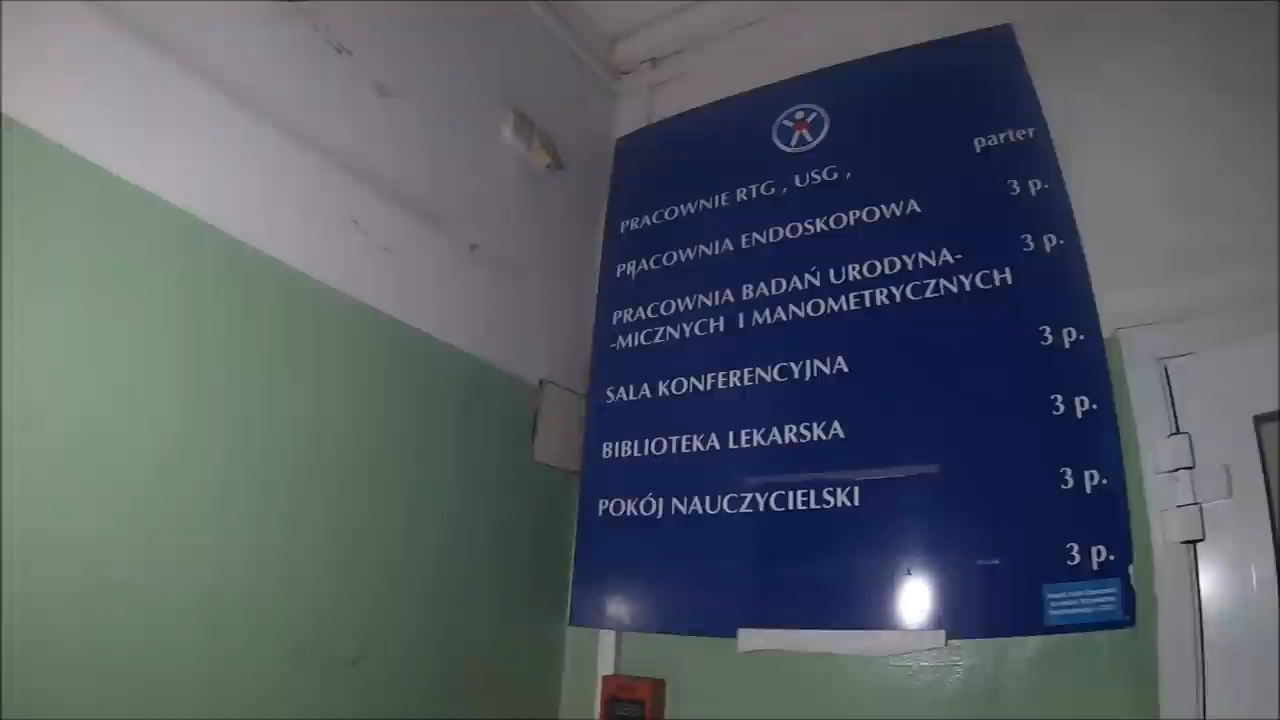 parter
PRACOWNIE RTG , USG ,
3 p.
PRACOWNIA ENDOSKOPOWA
3 p.
PRACOWNIA BADAŃ URODYNA-
-MICZNYCH I MANOMETRYCZNYCH
3 p.
SALA KONFERENCYJNA
3 p.
BIBLIOTEKA LEKARSKA
3 p.
POKÓJ NAUCZYCIELSKI
3 p.